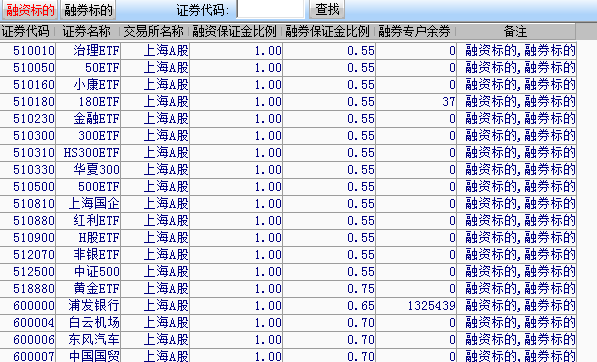 融资标的 融券标的 证券代码: 查找
证券代码 证券名称 交易所名称 融资保证金比例 融券保证金比例 融券专户余券 备注
510010 治理ETF 上海A股 1.00 0.55 0 融资标的,融券标的
510050 50ETF 上海A股 1.00 0.55 0 融资标的,融券标的
510160 小康ETF 上海A股 1.00 0.55 0 融资标的,融券标的
510180 180ETF 上海A股 1.00 0.55 37 融资标的,融券标的
510230 金融ETF 上海A股 1.00 0.55 0 融资标的,融券标的
510300 300ETF 上海A股 1.00 0.55 0 融资标的,融券标的
510310 HS300ETF 上海A股 1.00 0.55 0 融资标的,融券标的
510330 华夏300 上海A股 1.00 0.55 0 融资标的,融券标的
510500 500ETF 上海A股 1.00 0.55 0 融资标的,融券标的
510810 上海国企 上海A股 1.00 0.55 0 融资标的,融券标的
510880 红利ETF 上海A股 1.00 0.55 0 融资标的,融券标的
510900 H股ETF 上海A股 1.00 0.55 0 融资标的,融券标的
512070 非银ETF 上海A股 1.00 0.55 0 融资标的,融券标的
512500 中证500 上海A股 1.00 0.55 0 融资标的,融券标的
518880 黄金ETF 上海A股 1.00 0.75 0 融资标的,融券标的
600000 浦发银行 上海A股 1.00 0.65 1325439 融资标的,融券标的
600004 白云机场 上海A股 1.00 0.70 0 融资标的,融券标的
600006 东风汽车 上海A股 1.00 0.70 0 融资标的,融券标的
600007 中国国贸 上海A股 1.00 0.70 0 融资标的,融券标的